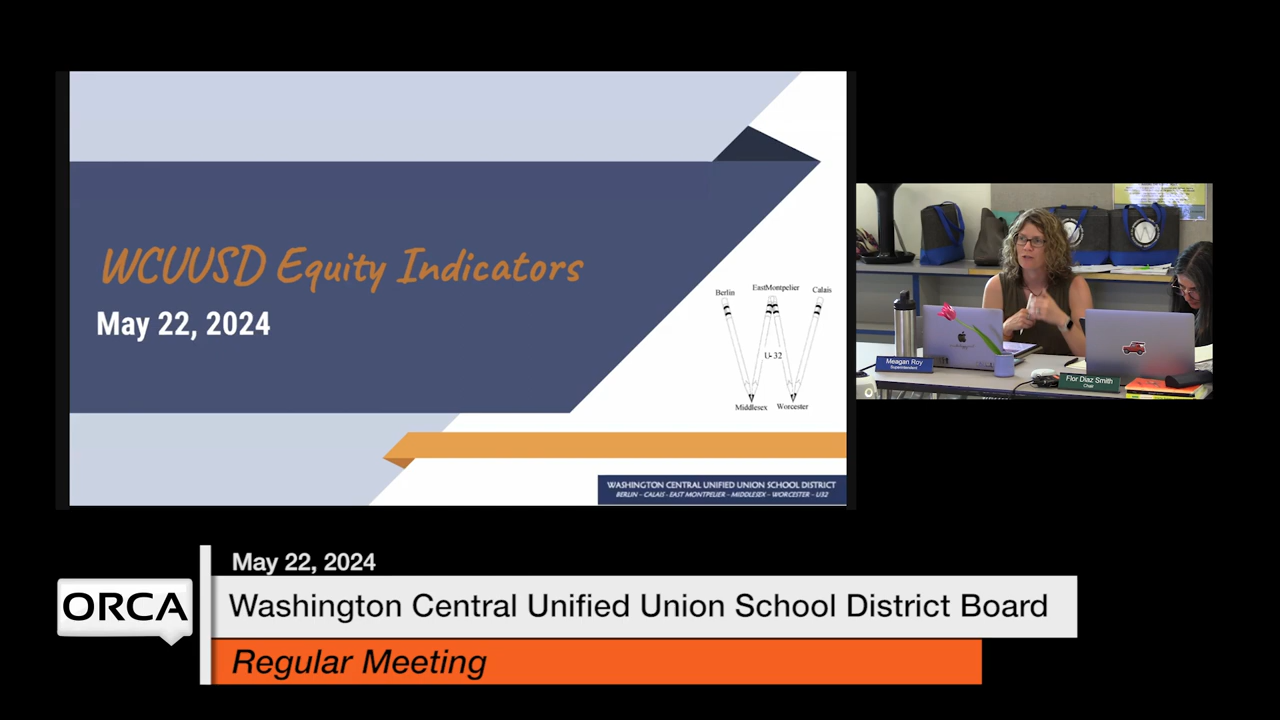 WCUUSD Equity Indicators
May 22, 2024
Berlin
EastMontpelier
Calais
U-32
Middlesex
Worcester
WASHINGTON CENTRAL UNIFIED UNION SCHOOL DISTRICT
BERLIN – CALAIS - EAST MONTPELIER – MIDDLESEX – WORCESTER – U32
Meagan Roy
Superintendent
Flor Diaz Smith
Chair
May 22, 2024
ORCA
Washington Central Unified Union School District Board
Regular Meeting